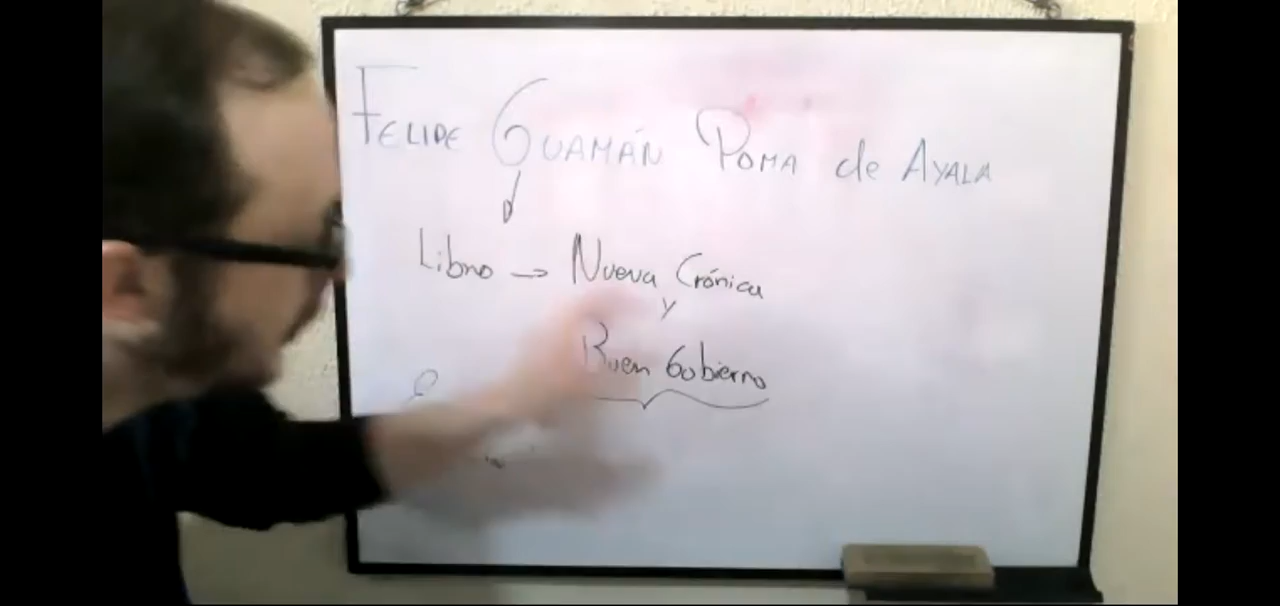 FELIPE GUAMÁN POMA de AYALA
Libro → Nueva Crónica
y
Buen Gobierno